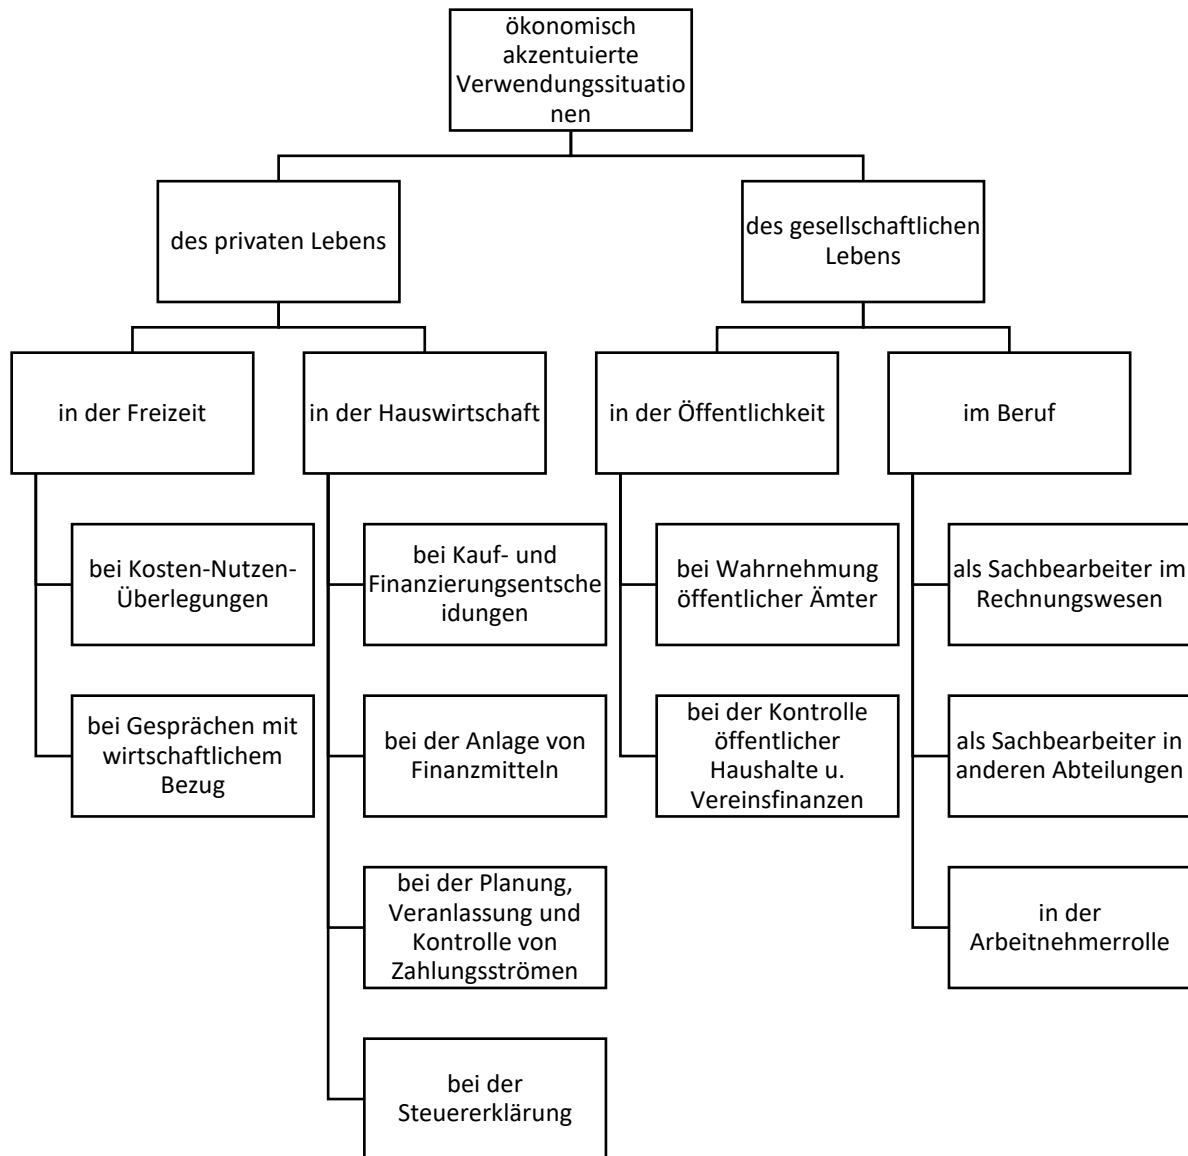 ökonomisch
akzentuierte
Verwendungssituatio
nen
des privaten Lebens
des gesellschaftlichen
Lebens
in der Freizeit
in der Hauswirtschaft
in der Öffentlichkeit
im Beruf
bei Kosten-Nutzen-
Überlegungen
bei Gesprächen mit
wirtschaftlichem
Bezug
bei Kauf- und
Finanzierungsentsche
idungen
bei der Anlage von
Finanzmitteln
bei der Planung,
Veranlassung und
Kontrolle von
Zahlungsströmen
bei der
Steuererklärung
bei Wahrnehmung
öffentlicher Ämter
bei der Kontrolle
öffentlicher
Haushalte u.
Vereinsfinanzen
als Sachbearbeiter im
Rechnungswesen
als Sachbearbeiter in
anderen Abteilungen
in der
Arbeitnehmerrolle